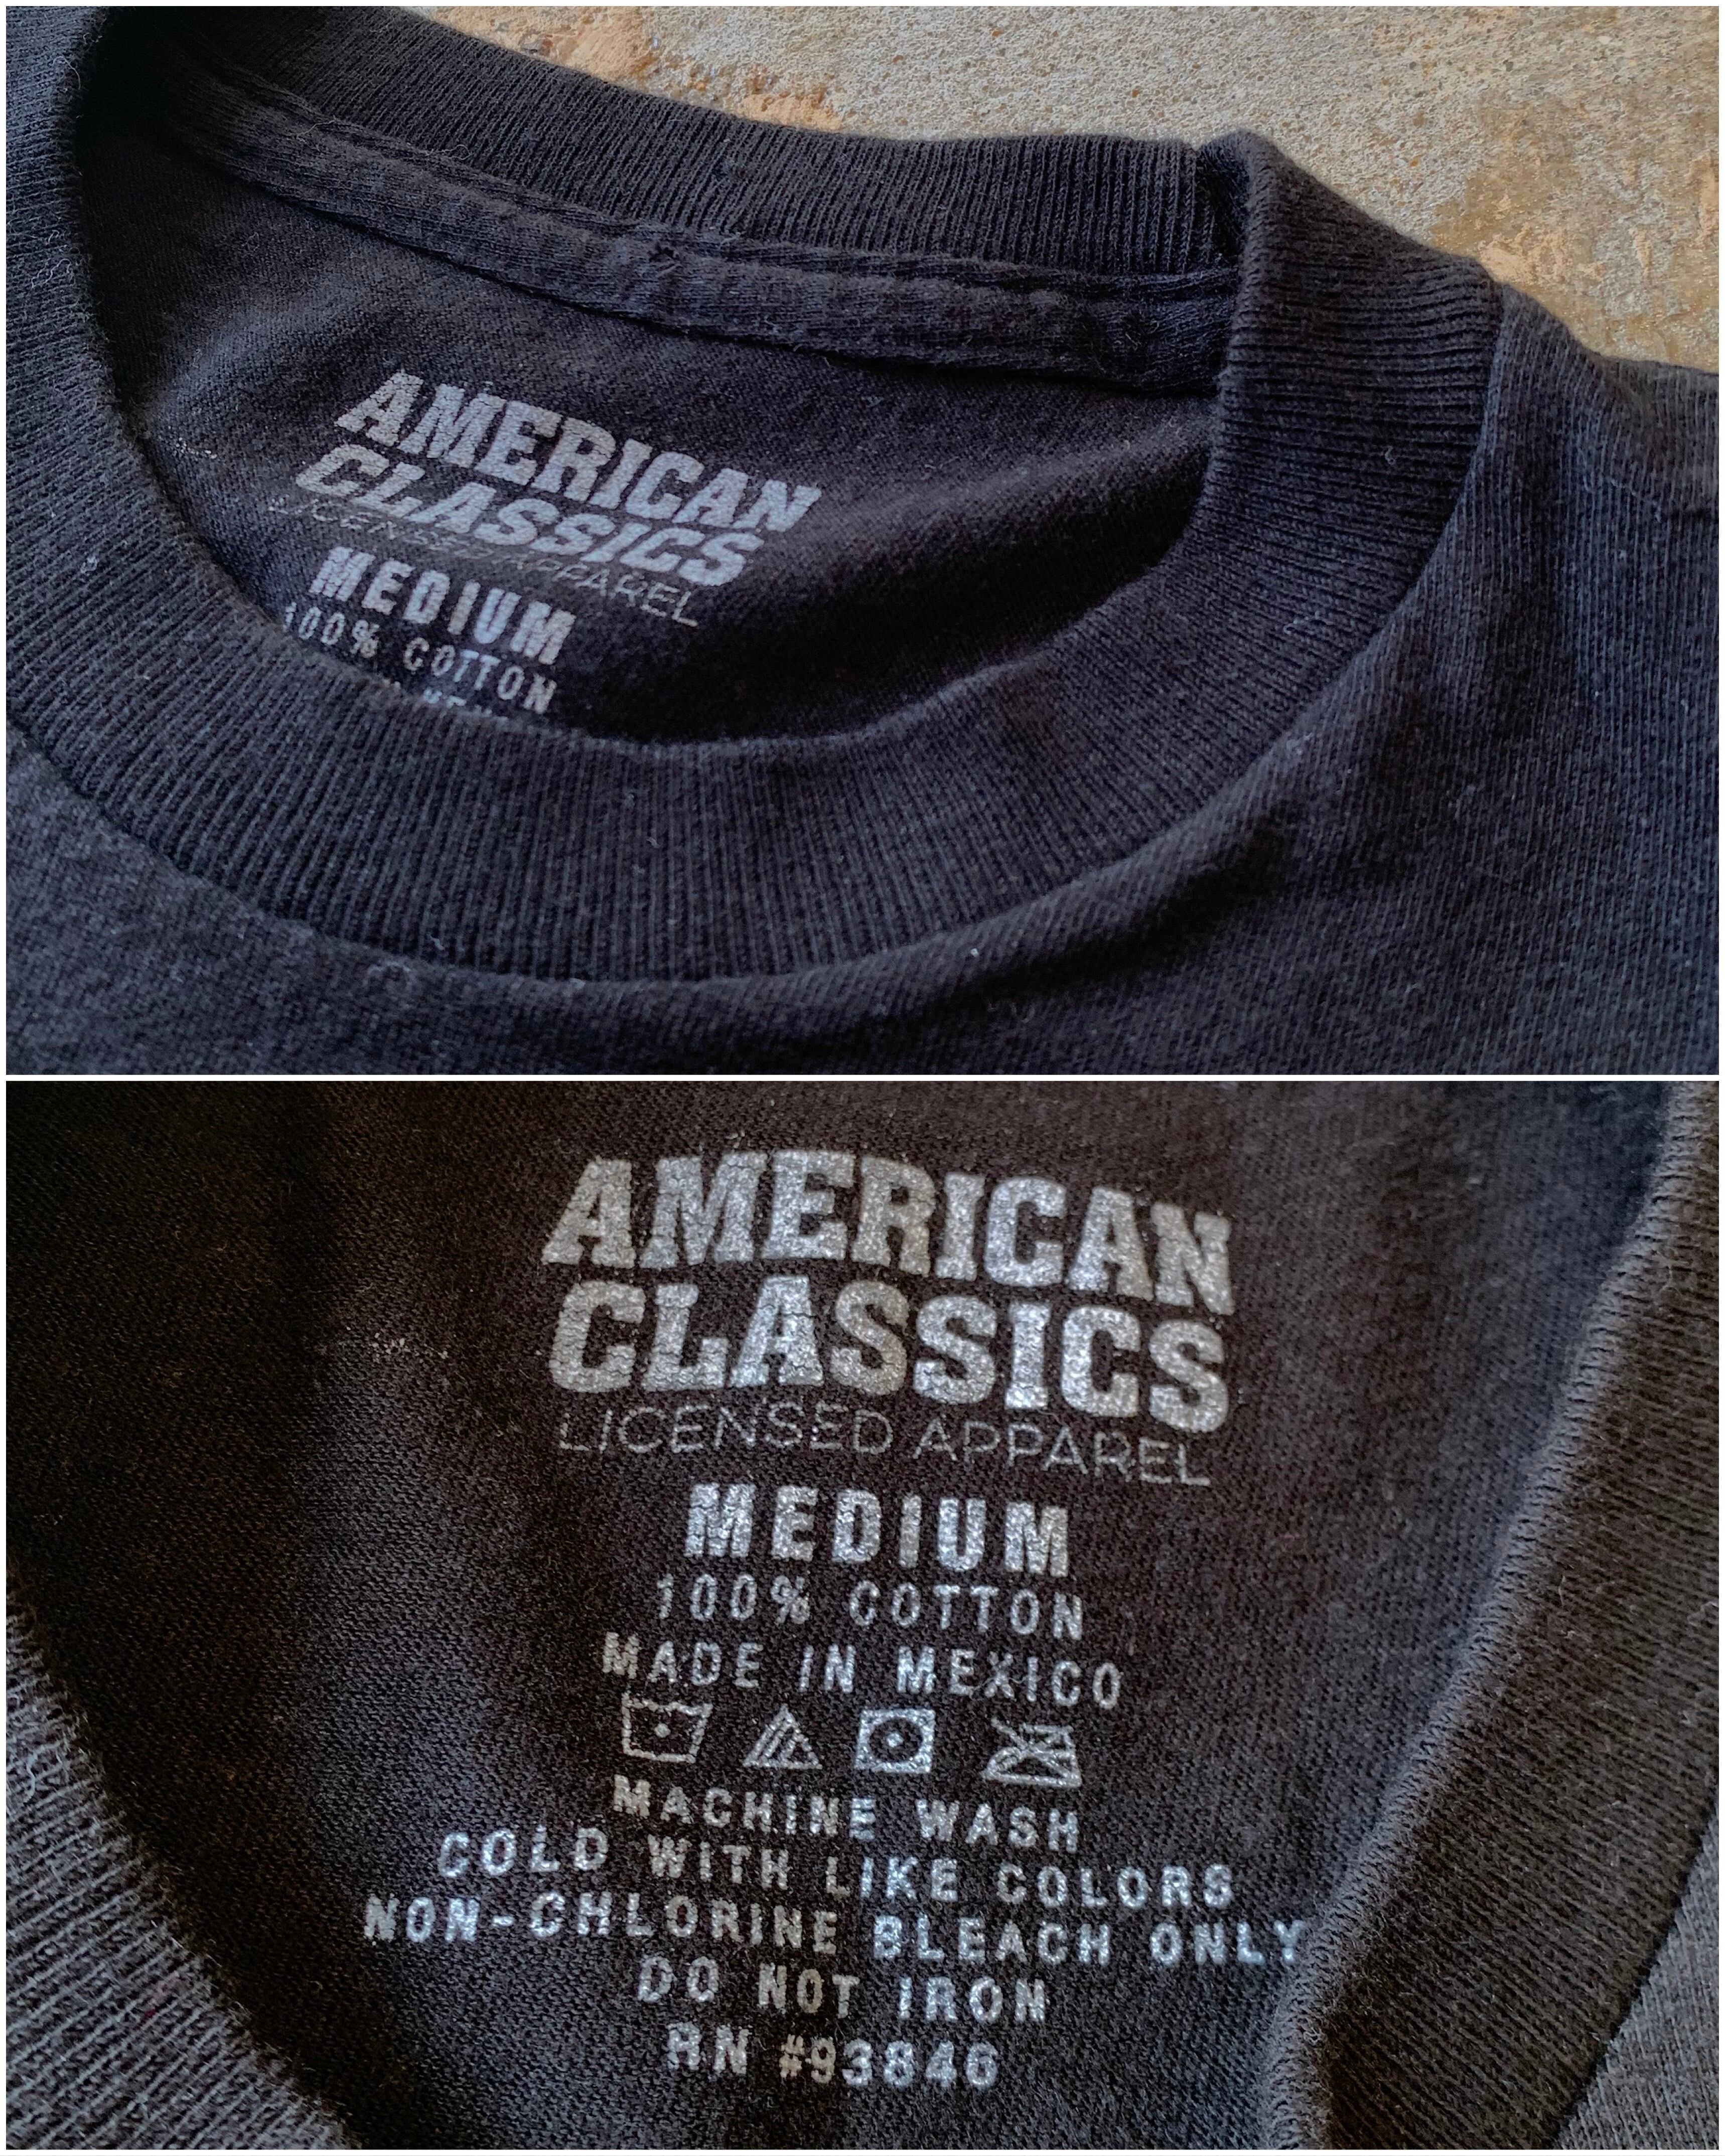 AMERICAN
CLASSICS
LICENSED APPAREL
MEDIUM
100% COTTON
AMERICAN
CLASSICS
LICENSED APPAREL
MEDIUM
100% COTTON
MADE IN MEXICO
MACHINE WASH
COLD WITH LIKE COLORS
NON-CHLORINE BLEACH ONLY
DO NOT IRON
RN #93846